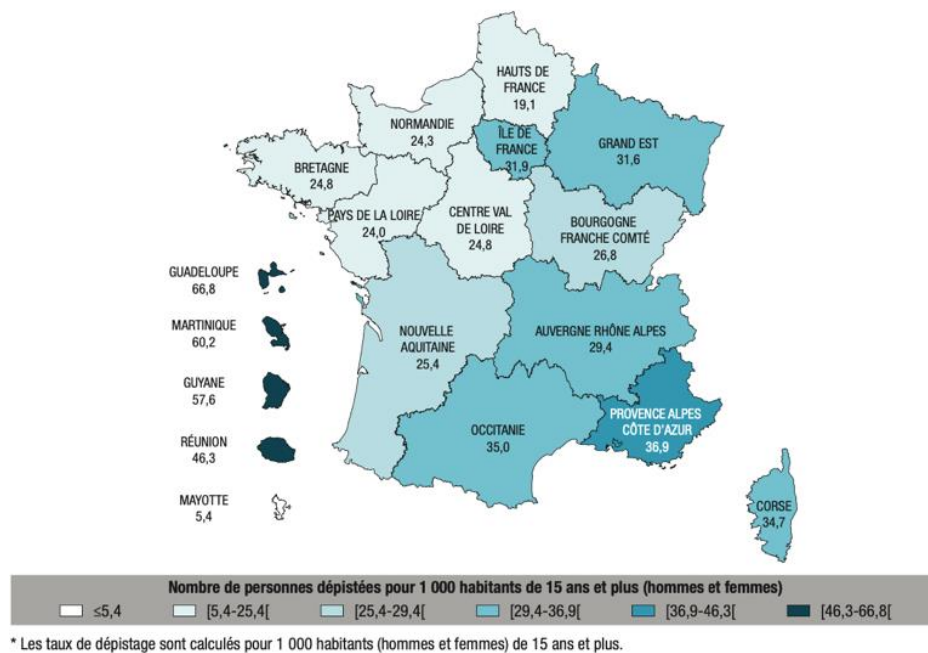 HAUTS DE
FRANCE
19,1
NORMANDIE
24,3
ÎLE DE
FRANCE
31,9
GRAND EST
31,6
BRETAGNE
24,8
PAYS DE LA LOIRE
24,0
CENTRE VAL
DE LOIRE
24,8
BOURGOGNE
FRANCHE COMTÉ
26,8
GUADELOUPE
66,8
MARTINIQUE
60,2
GUYANE
57,6
RÉUNION
46,3
MAYOTTE
5,4
NOUVELLE
AQUITAINE
25,4
AUVERGNE RHÔNE ALPES
29,4
OCCITANIE
35,0
PROVENCE ALPES
CÔTE D'AZUR
36,9
CORSE
34,7
Nombre de personnes dépistées pour 1 000 habitants de 15 ans et plus (hommes et femmes)
≤5,4 [5,4-25,4[ [25,4-29,4[ [29,4-36,9[ [36,9-46,3[ [46,3-66,8[
* Les taux de dépistage sont calculés pour 1 000 habitants (hommes et femmes) de 15 ans et plus.